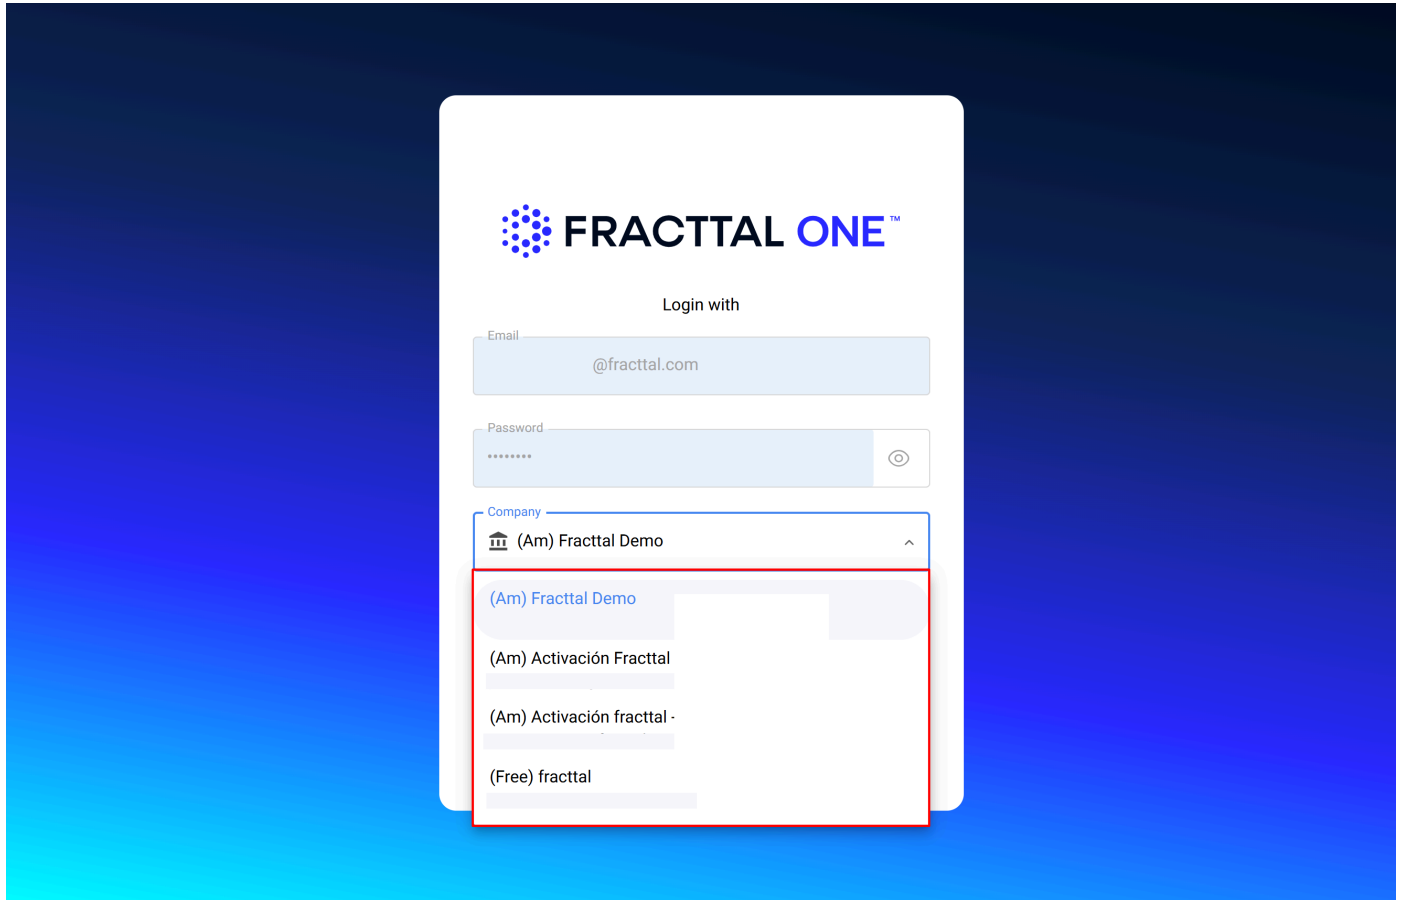 FRACTTAL ONE™
Login with
Email
@fracttal.com
Password
••••••••
Company
(Am) Fracttal Demo
(Am) Fracttal Demo
(Am) Activación Fracttal
(Am) Activación fracttal -
(Free) fracttal